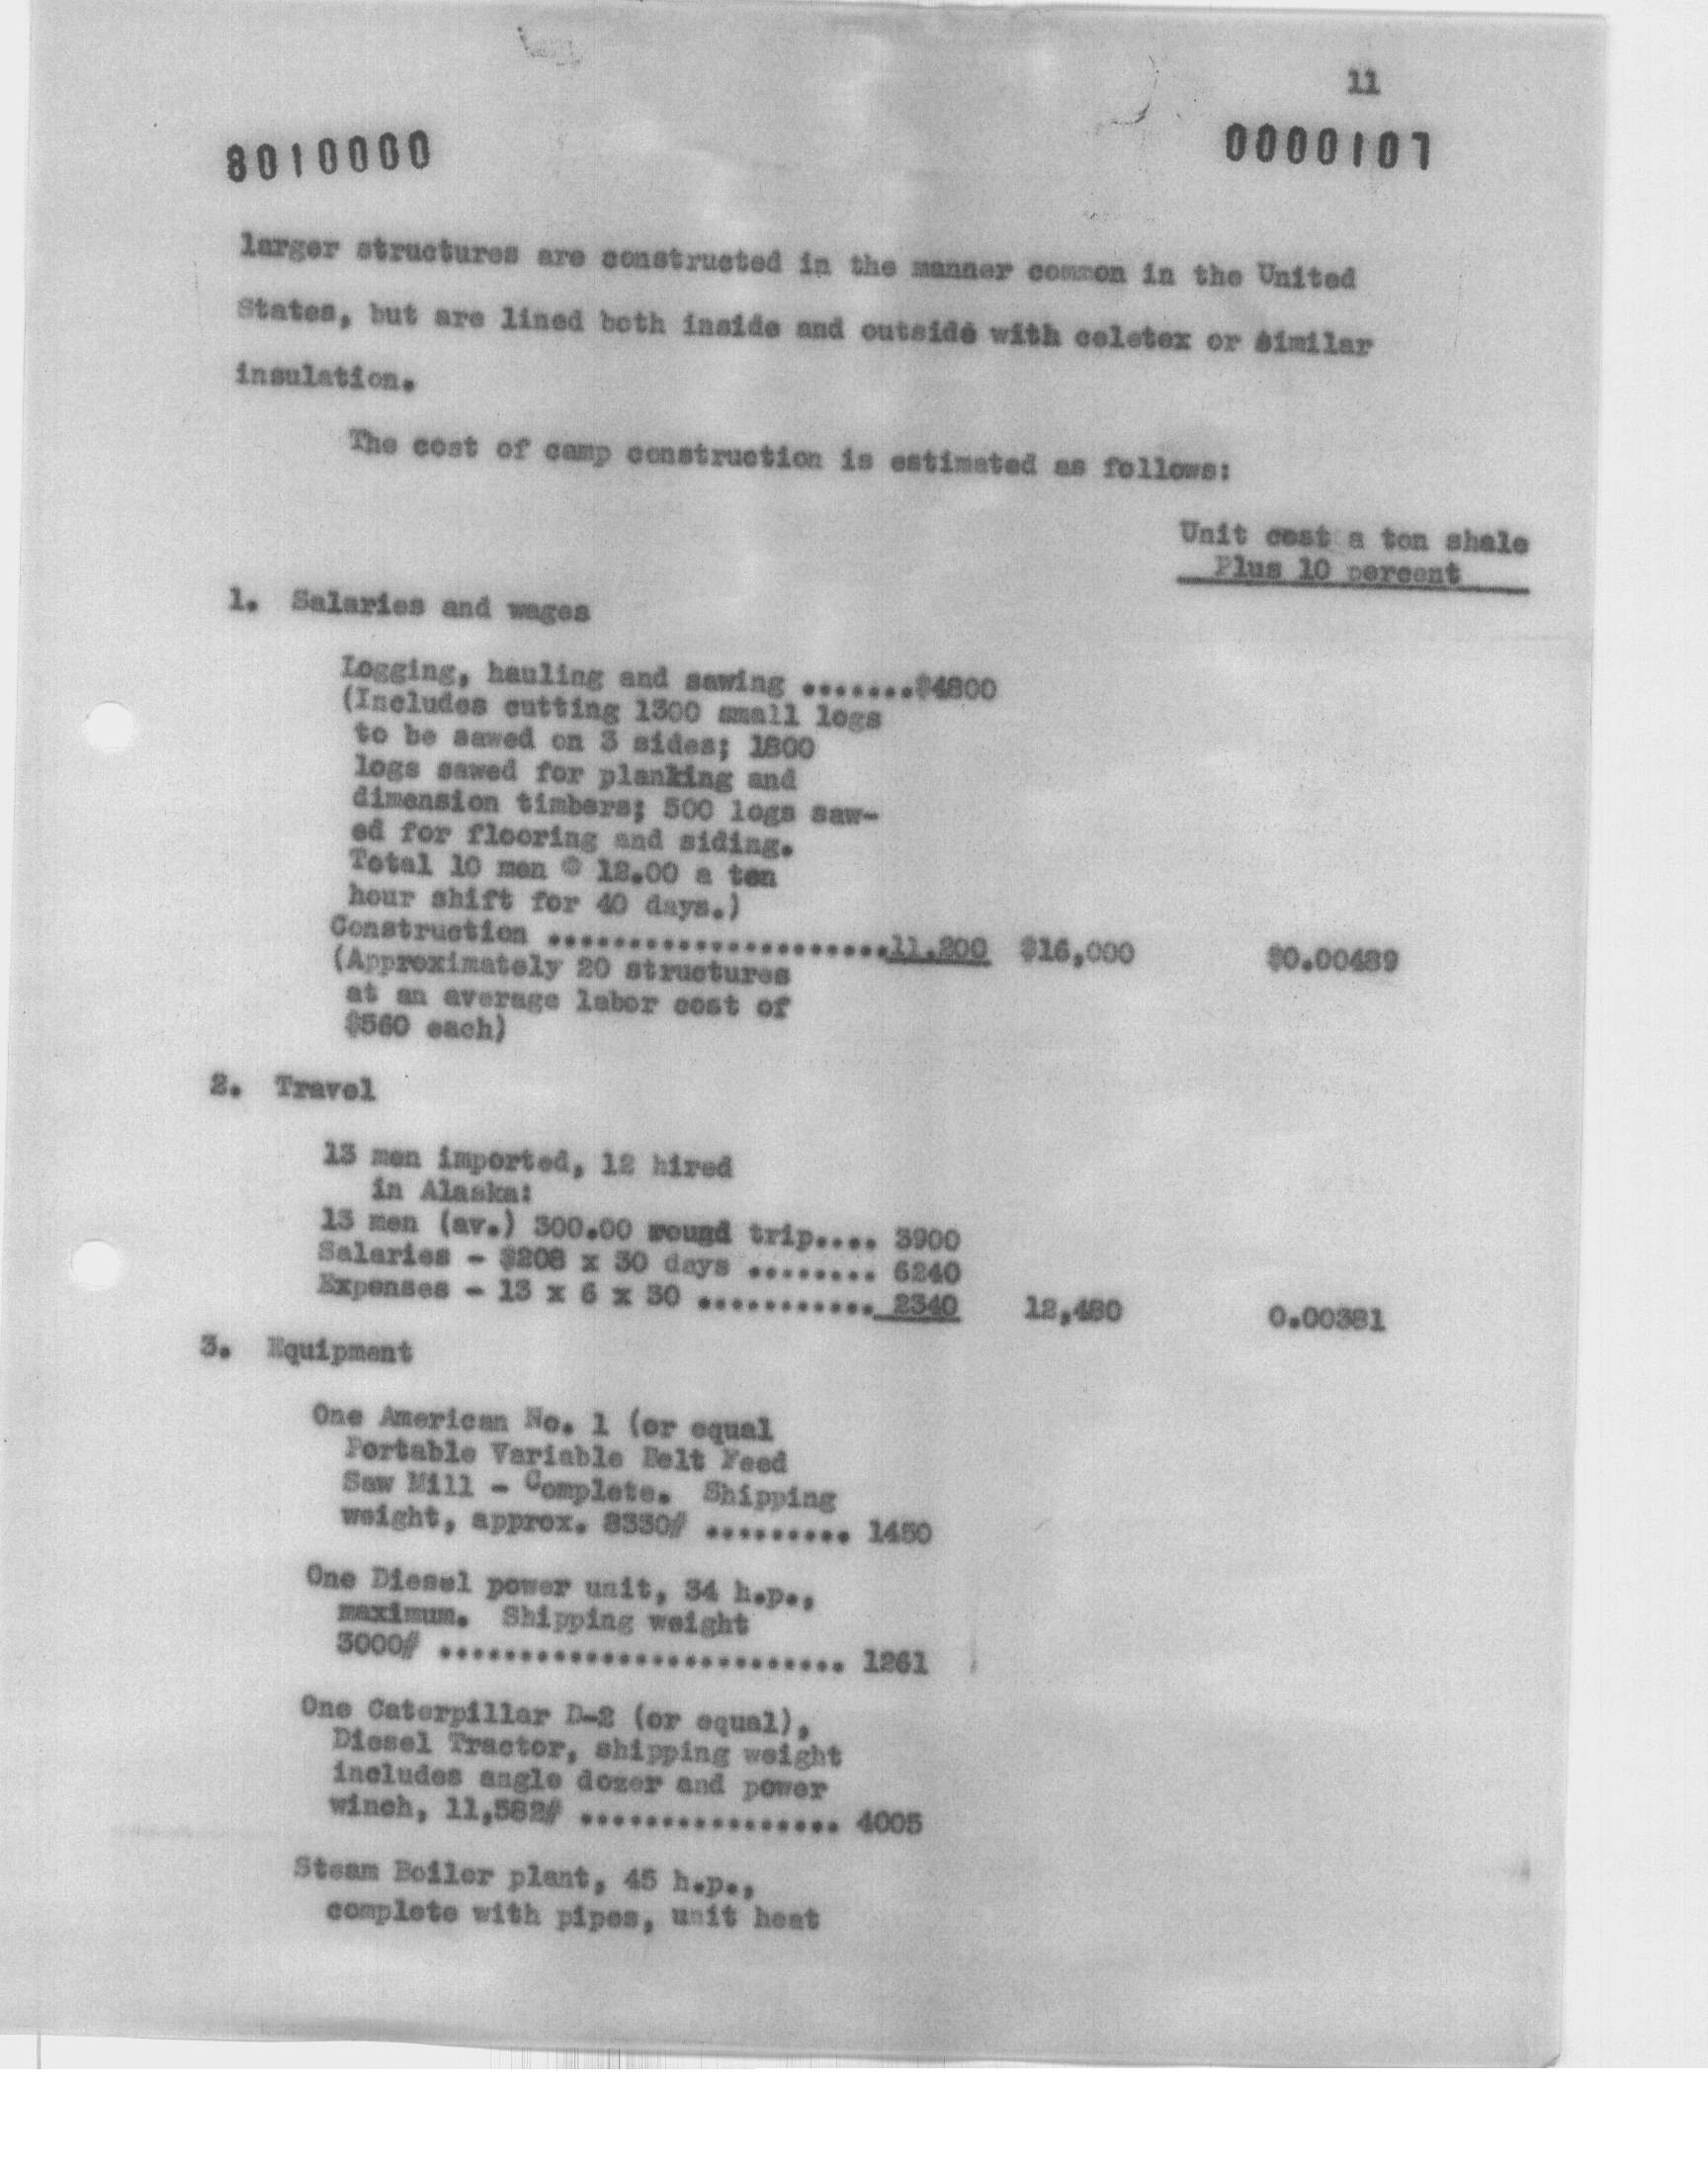 11
8010000
0000107
larger structures are constructed in the manner common in the United
States, but are lined both inside and outside with celetex or similar
insulation.
The cost of camp construction is estimated as follows:
Unit cost a ton shale
Plus 10 percent
1. Salaries and wages
Logging, hauling and sawing .......$4800
(Includes cutting 1300 small logs
to be sawed on 3 sides; 1800
logs sawed for planking and
dimension timbers; 500 logs saw-
ed for flooring and siding.
Total 10 men @ 12.00 a ten
hour shift for 40 days.)
Construction .....................11,200 $16,000 $0.00489
(Approximately 20 structures
at an average labor cost of
$560 each)
2. Travel
13 men imported, 12 hired
in Alaska:
13 men (av.) 300.00 round trip.... 3900
Salaries - $208 x 30 days ........ 6240
Expenses - 13 x 6 x 30 ........... 2340 12,480 0.00381
3. Equipment
One American No. 1 (or equal
Portable Variable Belt Feed
Saw Mill - Complete. Shipping
weight, approx. 8330# ......... 1450
One Diesel power unit, 34 h.p.,
maximum. Shipping weight
3000# ......................... 1261
One Caterpillar D-2 (or equal),
Diesel Tractor, shipping weight
includes angle dozer and power
winch, 11,582# ................ 4005
Steam Boiler plant, 45 h.p.,
complete with pipes, unit heat